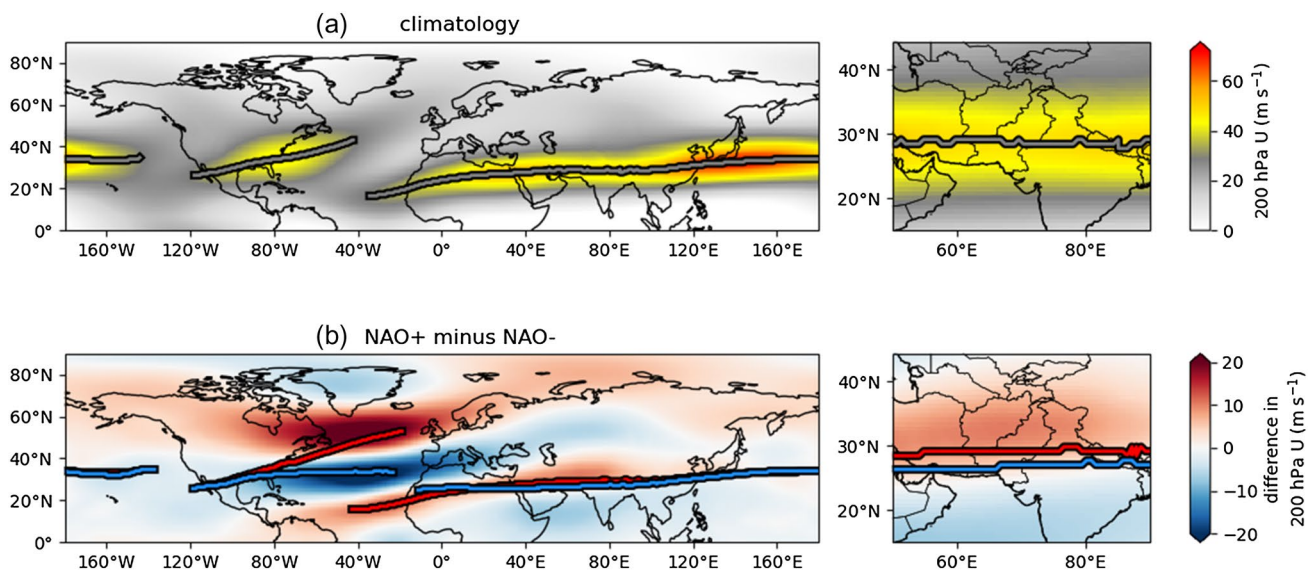 (a) climatology
80°N
60°N
40°N
20°N
0°
160°W 120°W 80°W 40°W 0° 40°E 80°E 120°E 160°E
40°N
30°N
20°N
60°E 80°E
60
40
20
0
200 hPa U (m s⁻¹)
(b) NAO+ minus NAO-
80°N
60°N
40°N
20°N
0°
160°W 120°W 80°W 40°W 0° 40°E 80°E 120°E 160°E
40°N
30°N
20°N
60°E 80°E
20
10
0
−10
−20
difference in
200 hPa U (m s⁻¹)